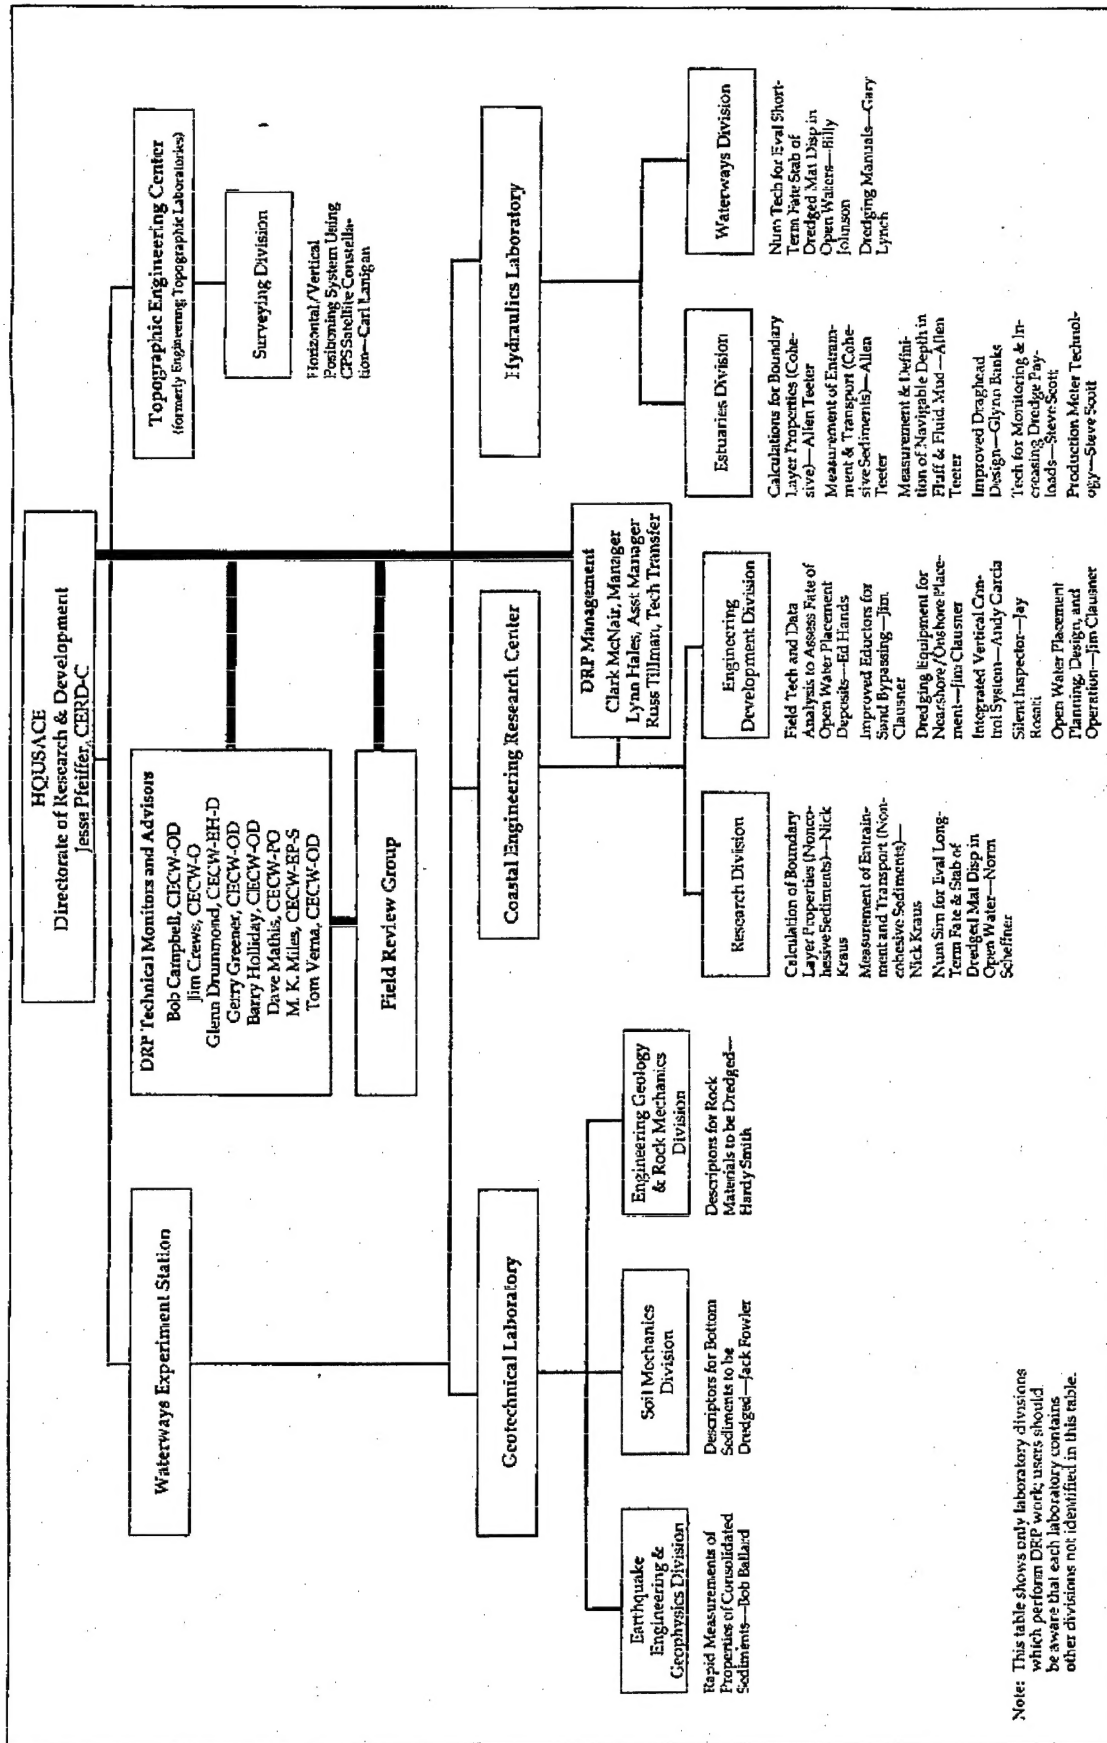 HQUSACE
Directorate of Research & Development
Jesse Pfeiffer, CERD-C
Waterways Experiment Station
DRP Technical Monitors and Advisors
Bob Campbell, CECW-OD
Jim Crews, CECW-O
Glenn Drummond, CECW-EH-D
Gerry Greener, CECW-OD
Barry Holliday, CECW-OD
Dave Mathis, CECW-PO
M. K. Miles, CECW-EP-S
Tom Verna, CECW-OD
Field Review Group
Topographic Engineering Center
(formerly Engineering Topographic Laboratories)
Surveying Division
Horizontal/Vertical
Positioning System Using
GPS Satellite Constella-
tion—Carl Lanigan
Geotechnical Laboratory
Coastal Engineering Research Center
Hydraulics Laboratory
DRP Management
Clark McNair, Manager
Lynn Hales, Asst Manager
Russ Tillman, Tech Transfer
Earthquake
Engineering &
Geophysics Division
Rapid Measurements of
Properties of Consolidated
Sediments—Bob Ballard
Soil Mechanics
Division
Descriptors for Bottom
Sediments to be
Dredged—Jack Fowler
Engineering Geology
& Rock Mechanics
Division
Descriptors for Rock
Materials to be Dredged—
Hardy Smith
Research Division
Calculation of Boundary
Layer Properties (Nonco-
hesive Sediments)—Nick
Kraus
Measurement of Entrain-
ment and Transport (Non-
cohesive Sediments)—
Nick Kraus
Num Sim for Eval Long-
Term Fate & Stab of
Dredged Mat Disp in
Open Water—Norm
Scheffner
Engineering
Development Division
Field Tech and Data
Analysis to Assess Fate of
Open Water Placement
Deposits—Ed Hands
Improved Eductors for
Sand Bypassing—Jim
Clausner
Dredging Equipment for
Nearshore/Onshore Place-
ment—Jim Clausner
Integrated Vertical Con-
trol System—Andy Garcia
Silent Inspector—Jay
Rosati
Open Water Placement
Planning, Design, and
Operation—Jim Clausner
Estuaries Division
Calculations for Boundary
Layer Properties (Cohe-
sive)—Allen Teeter
Measurement of Entrain-
ment & Transport (Cohe-
sive Sediments)—Allen
Teeter
Measurement & Defini-
tion of Navigable Depth in
Fluff & Fluid Mud—Allen
Teeter
Improved Draghead
Design—Glynn Banks
Tech for Monitoring & In-
creasing Dredge Pay-
loads—Steve Scott
Production Meter Technol-
ogy—Steve Scott
Waterways Division
Num Tech for Eval Short-
Term Fate Stab of
Dredged Mat Disp in
Open Waters—Billy
Johnson
Dredging Manuals—Gary
Lynch
Note: This table shows only laboratory divisions
which perform DRP work; users should
be aware that each laboratory contains
other divisions not identified in this table.